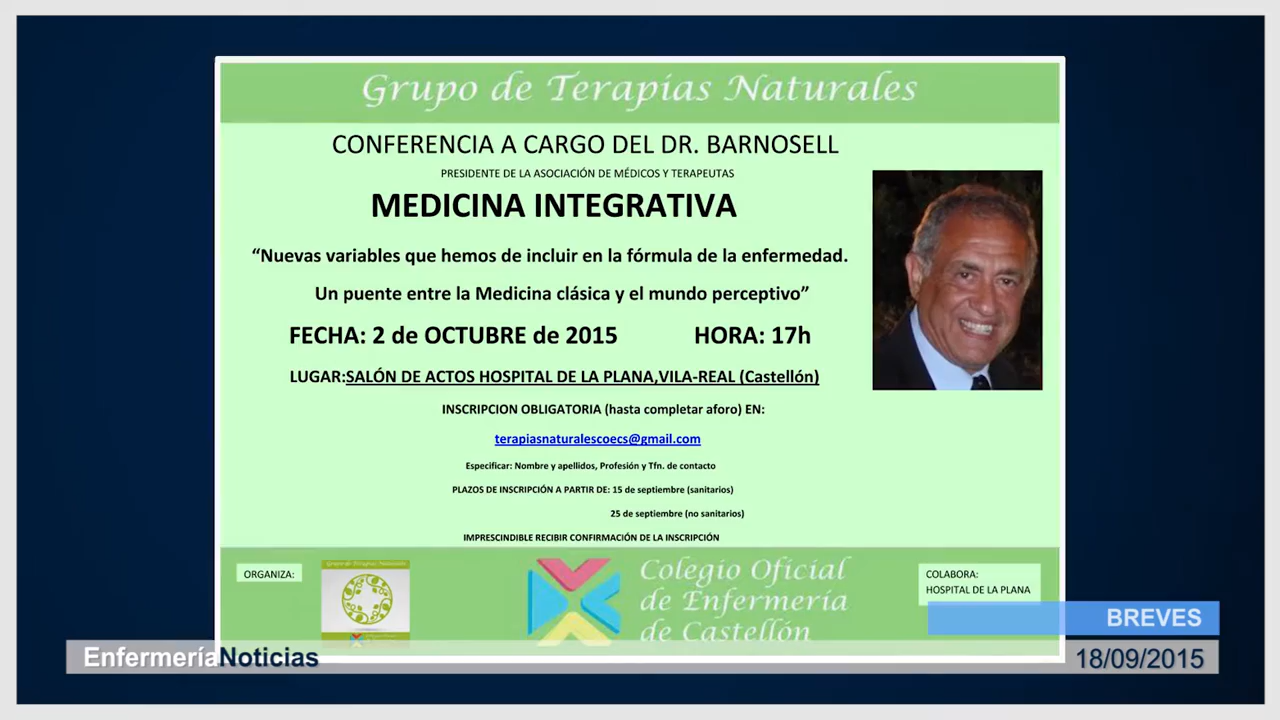 Grupo de Terapias Naturales
CONFERENCIA A CARGO DEL DR. BARNOSELL
PRESIDENTE DE LA ASOCIACIÓN DE MÉDICOS Y TERAPEUTAS
MEDICINA INTEGRATIVA
“Nuevas variables que hemos de incluir en la fórmula de la enfermedad.
Un puente entre la Medicina clásica y el mundo perceptivo”
FECHA: 2 de OCTUBRE de 2015 HORA: 17h
LUGAR:SALÓN DE ACTOS HOSPITAL DE LA PLANA,VILA-REAL (Castellón)
INSCRIPCION OBLIGATORIA (hasta completar aforo) EN:
terapiasnaturalescoecs@gmail.com
Especificar: Nombre y apellidos, Profesión y Tfn. de contacto
PLAZOS DE INSCRIPCIÓN A PARTIR DE: 15 de septiembre (sanitarios)
25 de septiembre (no sanitarios)
IMPRESCINDIBLE RECIBIR CONFIRMACIÓN DE LA INSCRIPCIÓN
ORGANIZA:
Grupo de Terapias Naturales
Colegio Oficial
de Enfermería
de Castellón
COLABORA:
HOSPITAL DE LA PLANA
BREVES
EnfermeríaNoticias
18/09/2015